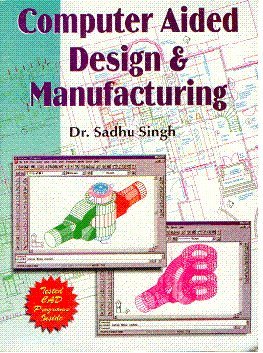 Computer Aided
Design &
Manufacturing
Dr. Sadhu Singh
Tested
CAD
Programs
Inside